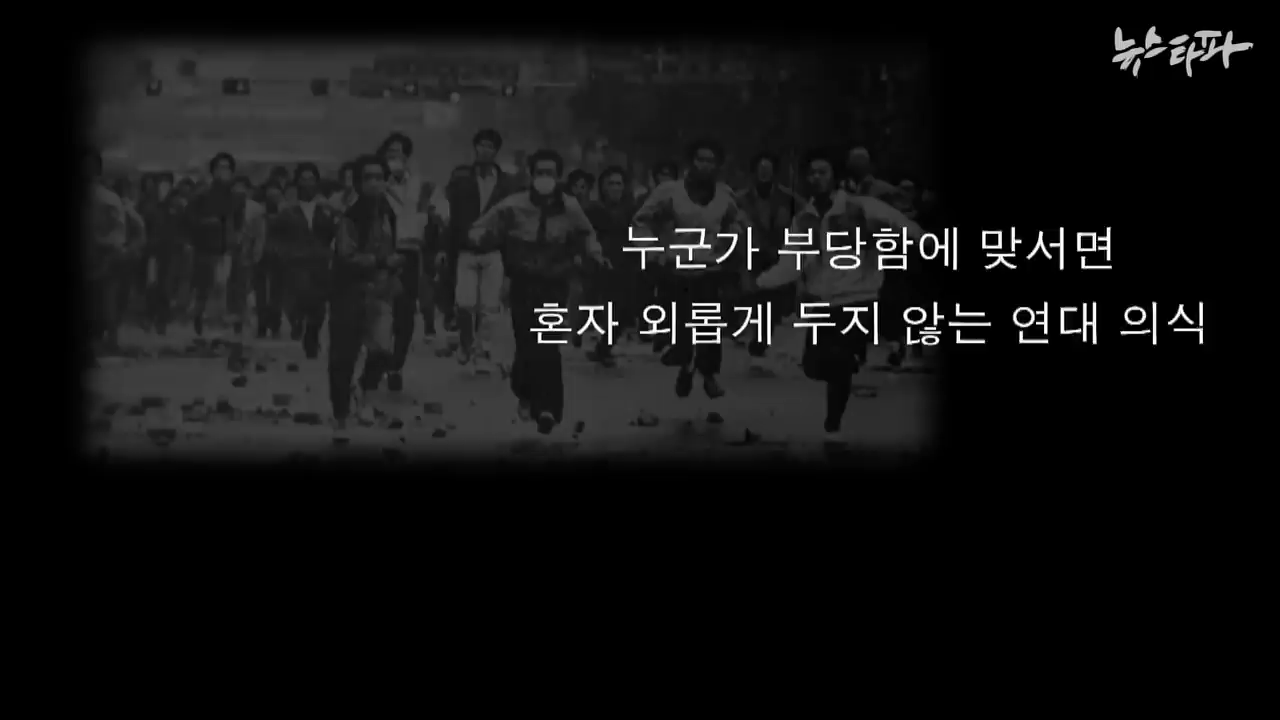 뉴스타파
누군가 부당함에 맞서면
혼자 외롭게 두지 않는 연대 의식